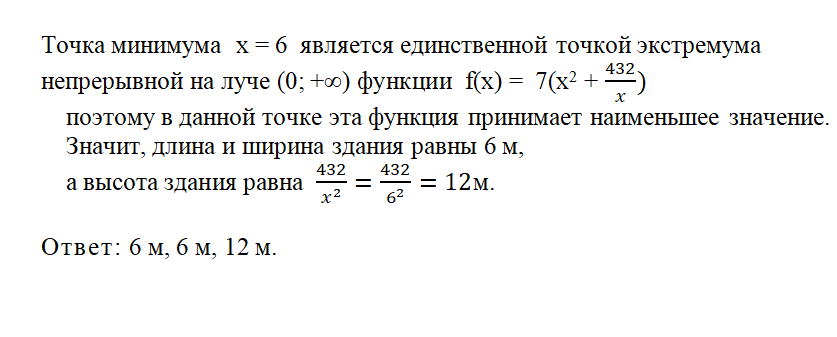 Точка минимума x = 6 является единственной точкой экстремума
непрерывной на луче (0; +∞) функции f(x) = 7(x² + 432/x)
поэтому в данной точке эта функция принимает наименьшее значение.
Значит, длина и ширина здания равны 6 м,
а высота здания равна 432/x² = 432/6² = 12м.
Ответ: 6 м, 6 м, 12 м.